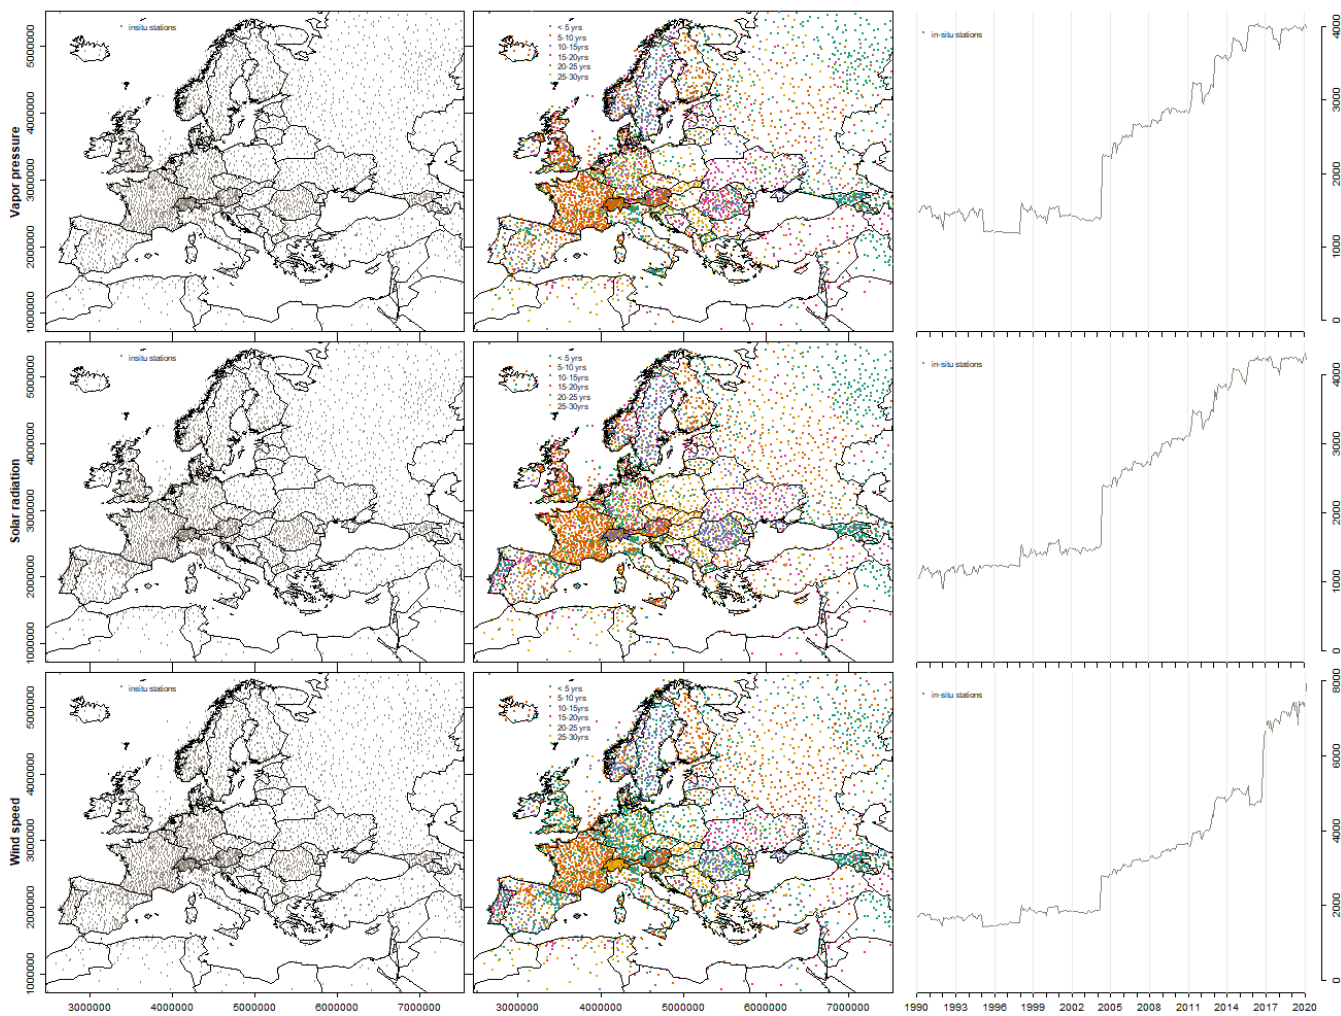 Vapor pressure
5000000
4000000
3000000
2000000
1000000
insitu stations
< 5 yrs
5-10 yrs
10-15yrs
15-20yrs
20-25 yrs
25-30yrs
in-situ stations
4000
3000
2000
1000
0
Solar radiation
5000000
4000000
3000000
2000000
1000000
insitu stations
< 5 yrs
5-10 yrs
10-15yrs
15-20yrs
20-25 yrs
25-30yrs
in-situ stations
4000
3000
2000
1000
0
Wind speed
5000000
4000000
3000000
2000000
1000000
insitu stations
< 5 yrs
5-10 yrs
10-15yrs
15-20yrs
20-25 yrs
25-30yrs
in-situ stations
8000
6000
4000
2000
0
3000000 4000000 5000000 6000000 7000000
3000000 4000000 5000000 6000000 7000000
1990 1993 1996 1999 2002 2005 2008 2011 2014 2017 2020